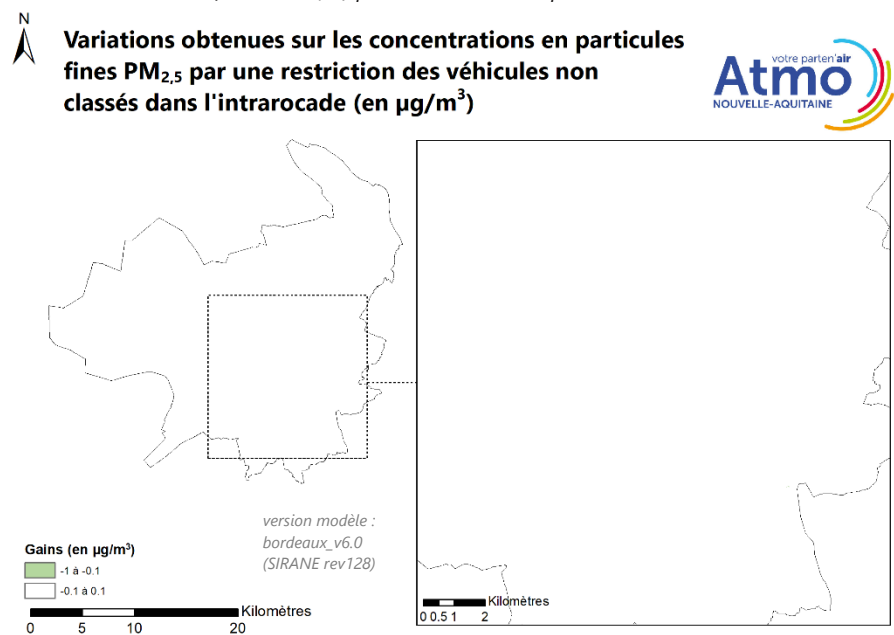 N
Variations obtenues sur les concentrations en particules
fines PM2,5 par une restriction des véhicules non
classés dans l'intrarocade (en µg/m³)
votre parten'air
Atmo
NOUVELLE-AQUITAINE
version modèle :
bordeaux_v6.0
(SIRANE rev128)
Gains (en µg/m³)
-1 à -0.1
-0.1 à 0.1
Kilomètres
0 5 10 20
Kilomètres
0 0.5 1 2